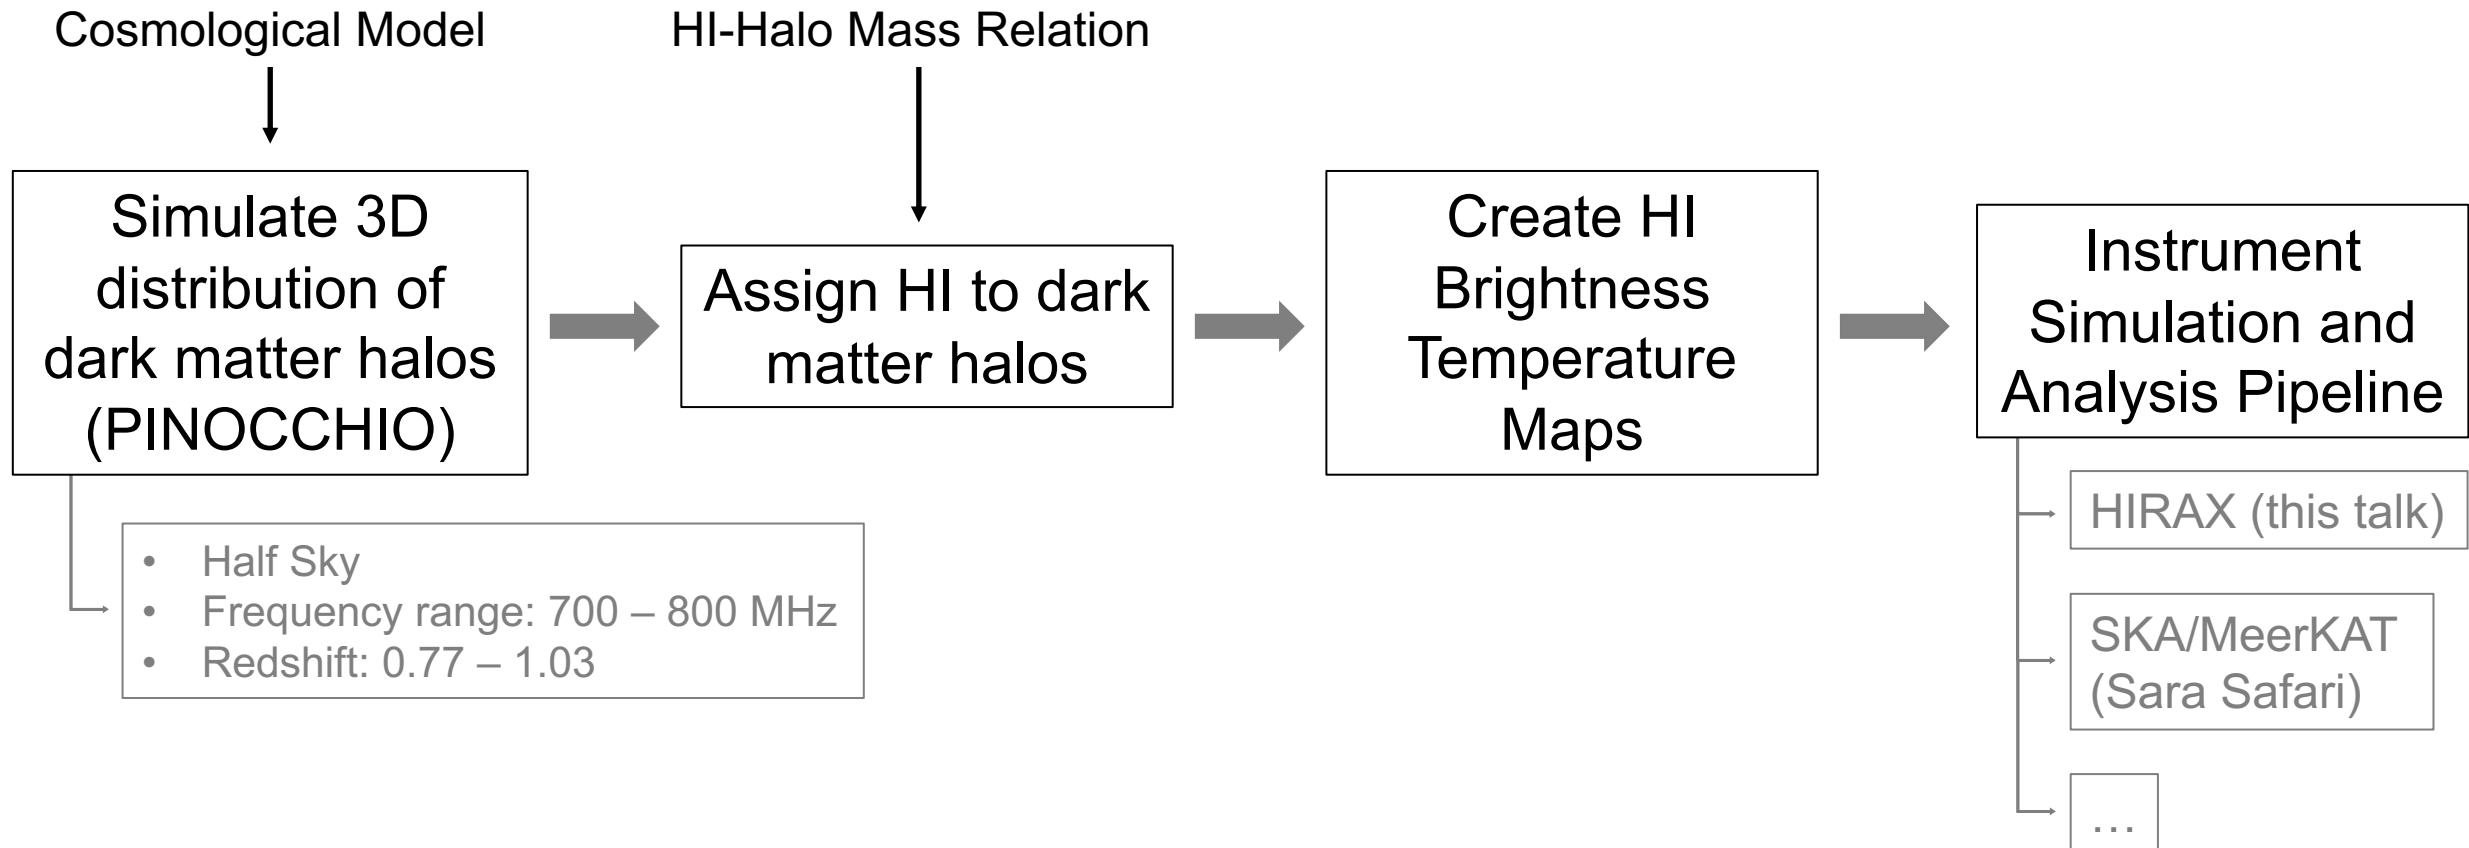 Cosmological Model
HI-Halo Mass Relation
Simulate 3D
distribution of
dark matter halos
(PINOCCHIO)
Assign HI to dark
matter halos
Create HI
Brightness
Temperature
Maps
Instrument
Simulation and
Analysis Pipeline
• Half Sky
• Frequency range: 700 – 800 MHz
• Redshift: 0.77 – 1.03
HIRAX (this talk)
SKA/MeerKAT
(Sara Safari)
…